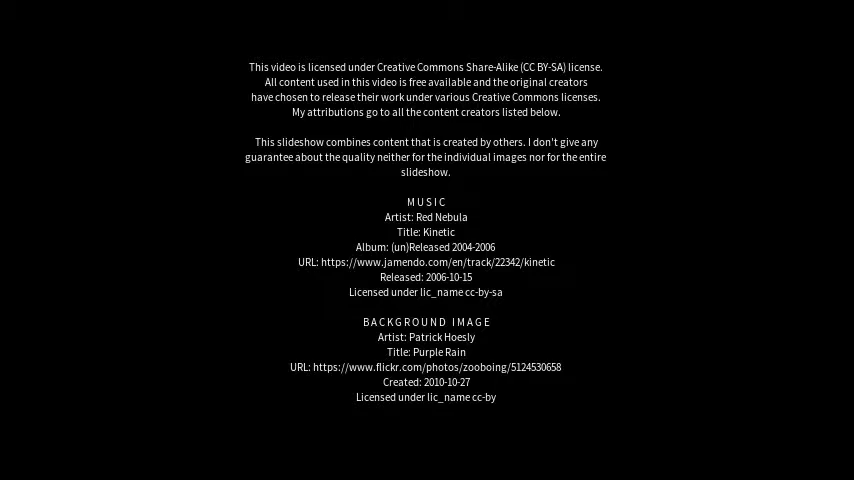 This video is licensed under Creative Commons Share-Alike (CC BY-SA) license.
All content used in this video is free available and the original creators
have chosen to release their work under various Creative Commons licenses.
My attributions go to all the content creators listed below.
This slideshow combines content that is created by others. I don't give any
guarantee about the quality neither for the individual images nor for the entire
slideshow.
MUSIC
Artist: Red Nebula
Title: Kinetic
Album: (un)Released 2004-2006
URL: https://www.jamendo.com/en/track/22342/kinetic
Released: 2006-10-15
Licensed under lic_name cc-by-sa
BACKGROUND IMAGE
Artist: Patrick Hoesly
Title: Purple Rain
URL: https://www.flickr.com/photos/zooboing/5124530658
Created: 2010-10-27
Licensed under lic_name cc-by